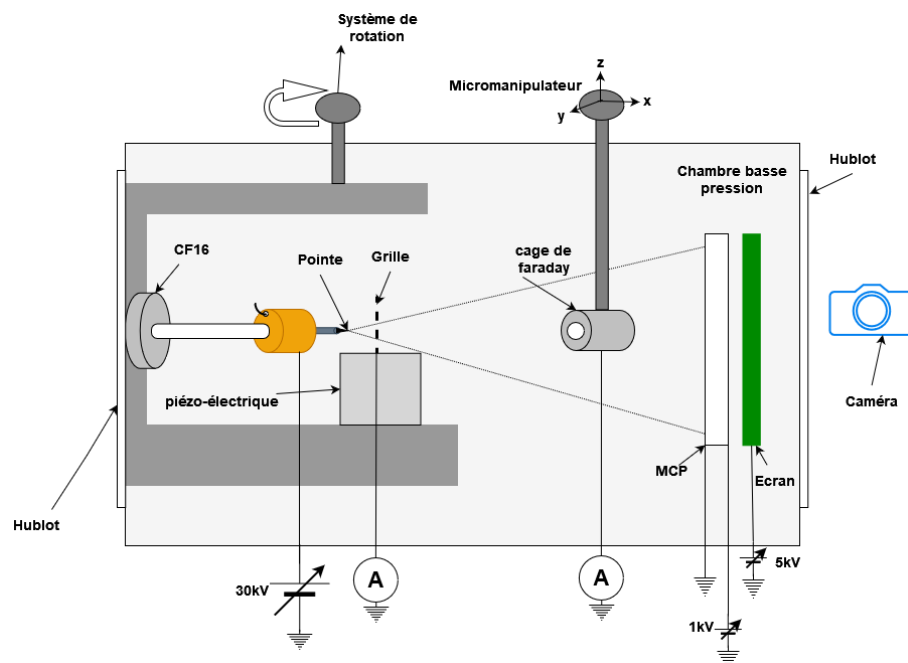 Système de
rotation
Micromanipulateur
z
x
y
Chambre basse
pression
Hublot
CF16
Pointe
Grille
cage de
faraday
piézo-électrique
Caméra
MCP
Ecran
Hublot
30kV
A
A
5kV
1kV